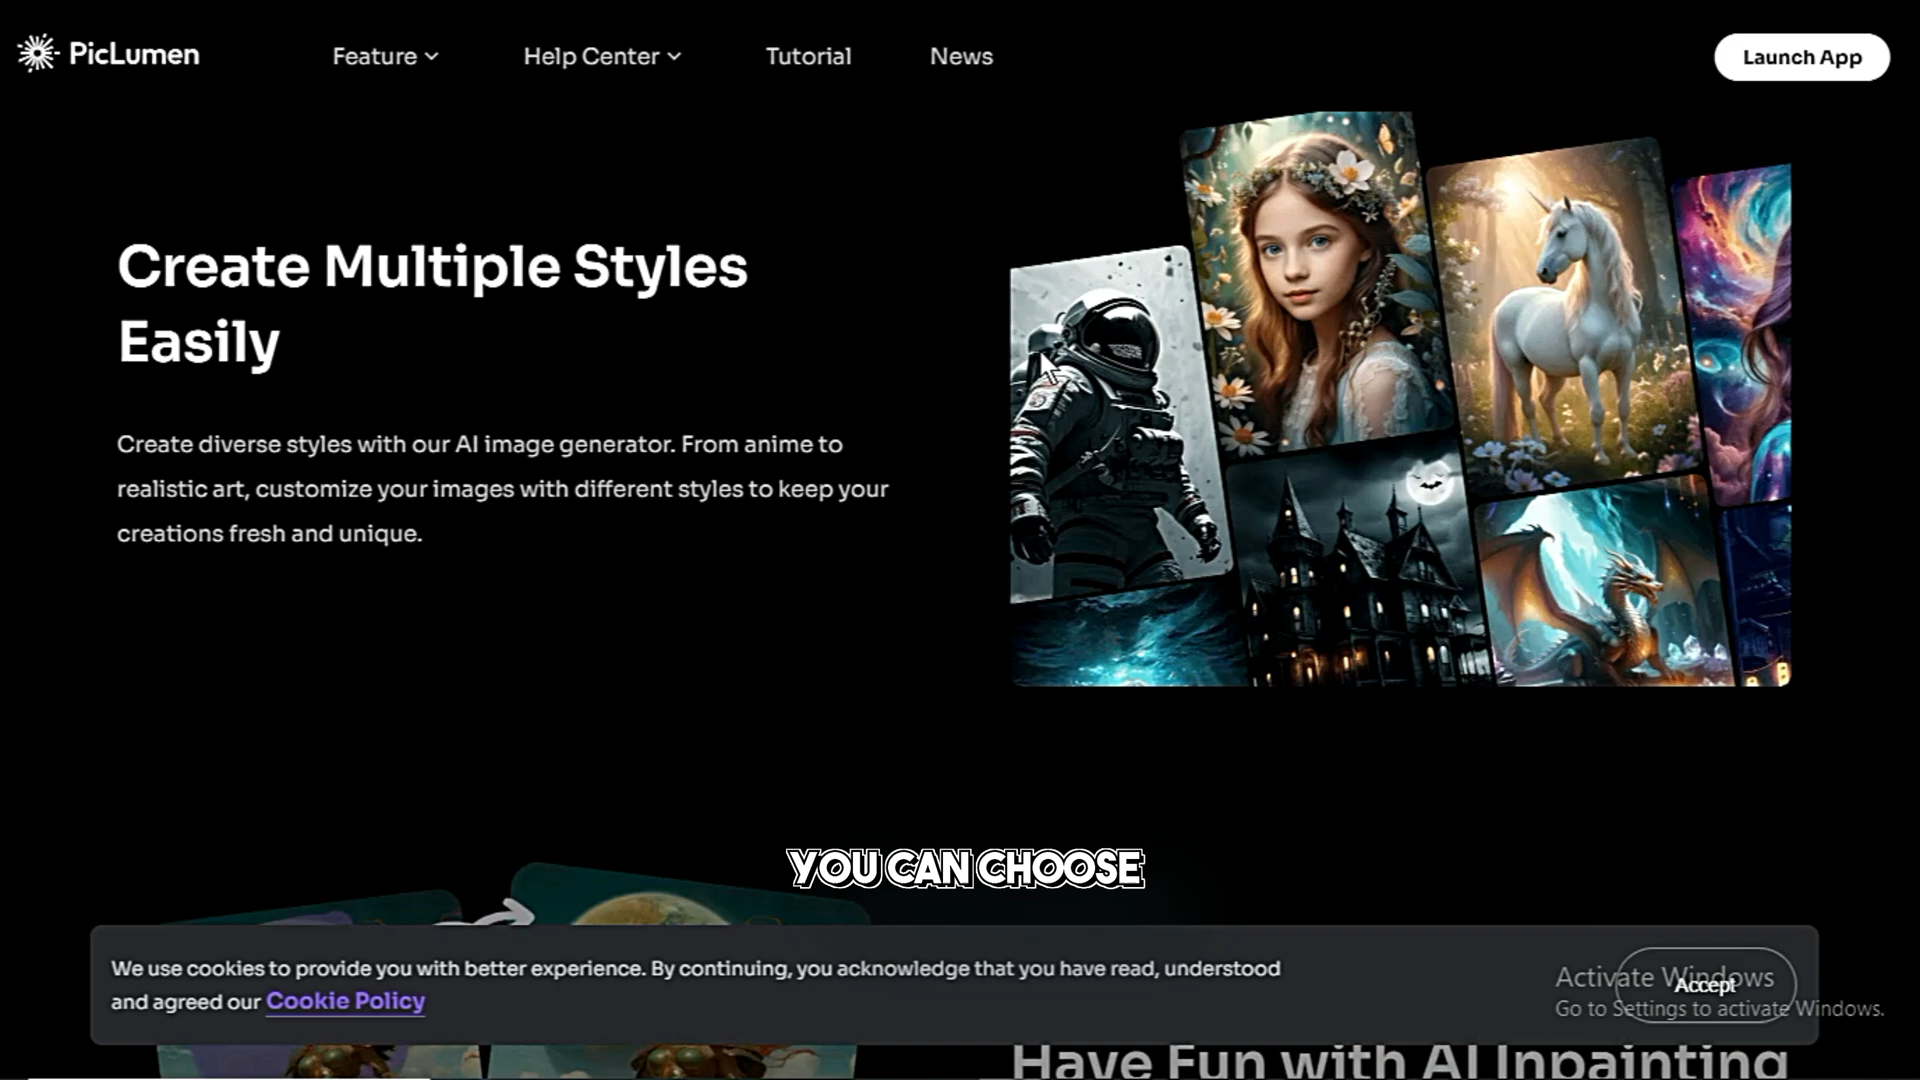 PicLumen
Feature
Help Center
Tutorial
News
Launch App
Create Multiple Styles
Easily
Create diverse styles with our AI image generator. From anime to
realistic art, customize your images with different styles to keep your
creations fresh and unique.
YOU CAN CHOOSE
We use cookies to provide you with better experience. By continuing, you acknowledge that you have read, understood
and agreed our Cookie Policy
Accept
Activate Windows
Go to Settings to activate Windows.
Have Fun with AI Inpainting